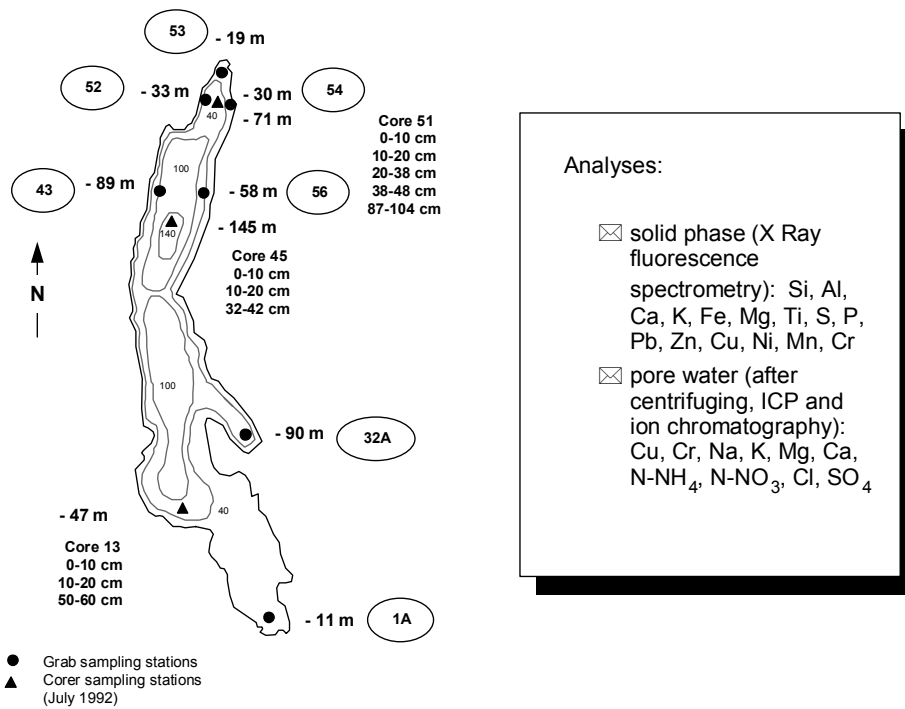 53
- 19 m
52
- 33 m
- 30 m
54
40
- 71 m
Core 51
0-10 cm
10-20 cm
20-38 cm
38-48 cm
87-104 cm
100
43
- 89 m
- 58 m
56
140
- 145 m
Core 45
0-10 cm
10-20 cm
32-42 cm
N
100
- 90 m
32A
40
- 47 m
Core 13
0-10 cm
10-20 cm
50-60 cm
- 11 m
1A
Grab sampling stations
Corer sampling stations
(July 1992)
Analyses:
solid phase (X Ray
fluorescence
spectrometry): Si, Al,
Ca, K, Fe, Mg, Ti, S, P,
Pb, Zn, Cu, Ni, Mn, Cr
pore water (after
centrifuging, ICP and
ion chromatography):
Cu, Cr, Na, K, Mg, Ca,
N-NH4, N-NO3, Cl, SO4